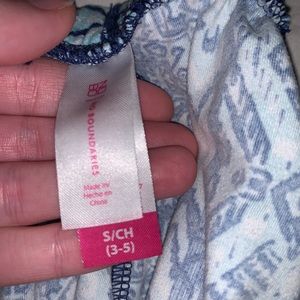 NO BOUNDARIES
Made in/
Hecho en
China
S/CH
(3-5)